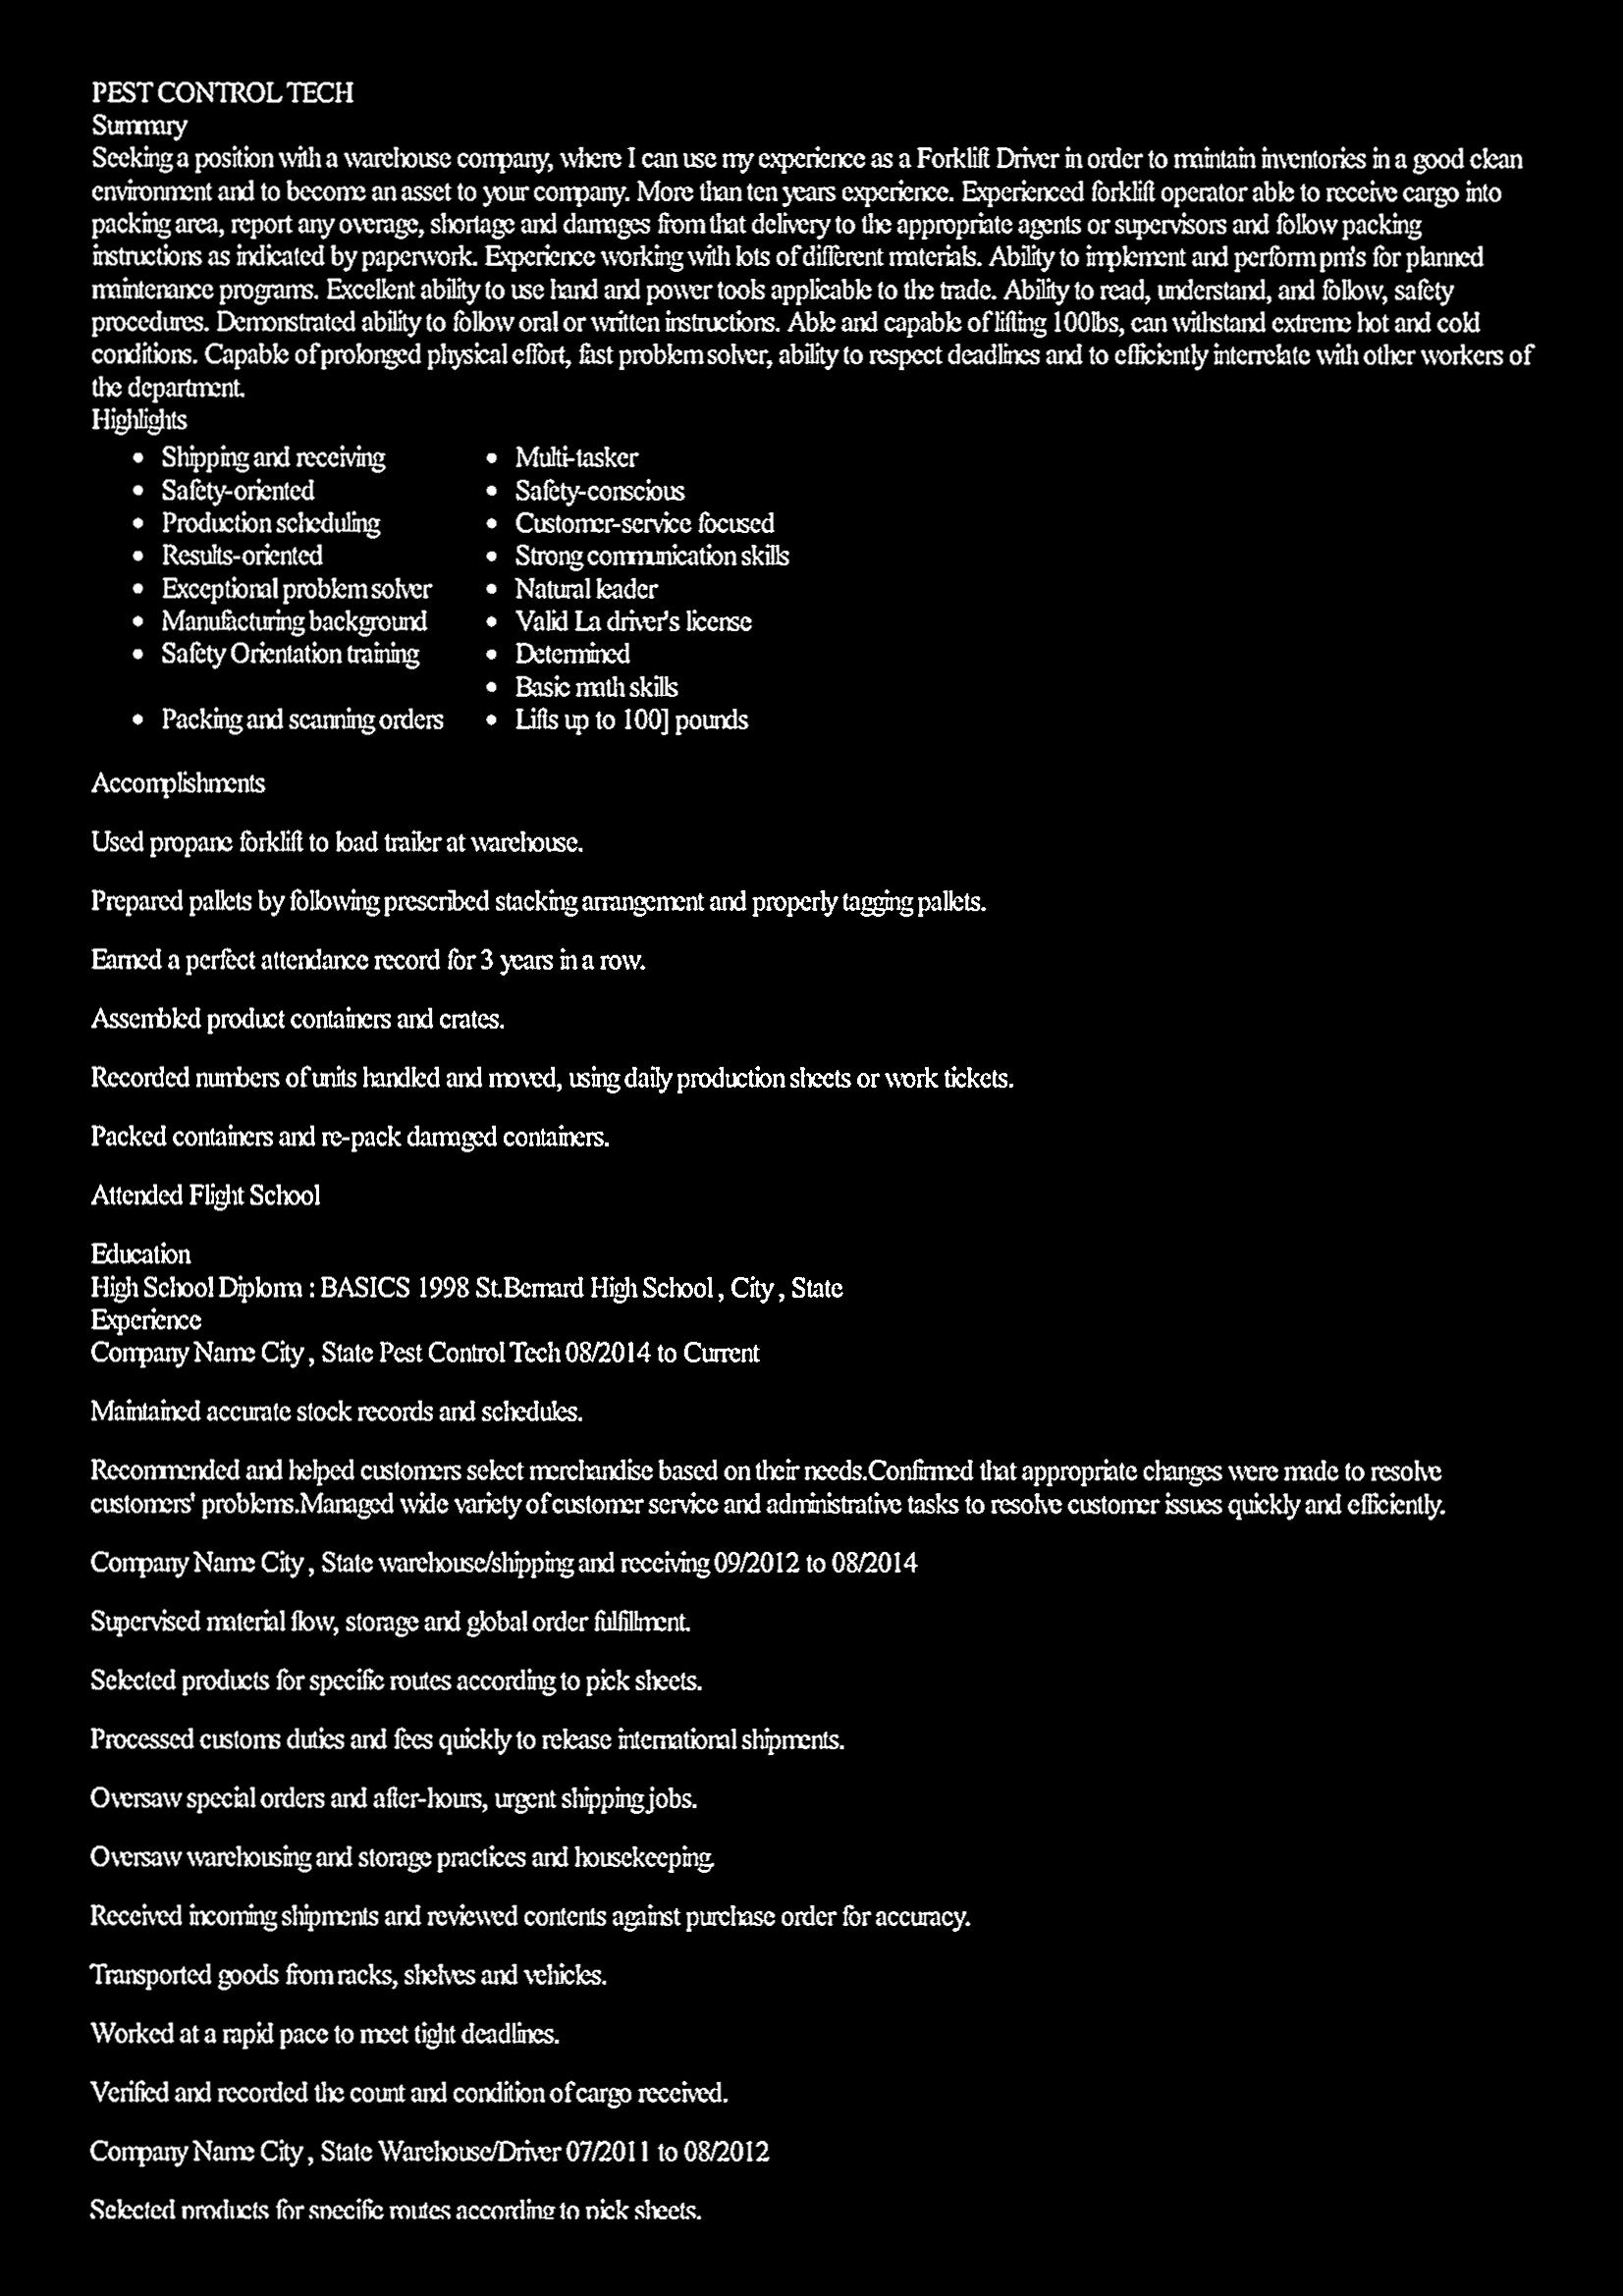 PEST CONTROL TECH
Summary
Seeking a position with a warehouse company, where I can use my experience as a Forklift Driver in order to maintain inventories in a good clean
environment and to become an asset to your company. More than ten years experience. Experienced forklift operator able to receive cargo into
packing area, report any overage, shortage and damages from that delivery to the appropriate agents or supervisors and follow packing
instructions as indicated by paperwork. Experience working with lots of different materials. Ability to implement and perform pm's for planned
maintenance programs. Excellent ability to use hand and power tools applicable to the trade. Ability to read, understand, and follow, safety
procedures. Demonstrated ability to follow oral or written instructions. Able and capable of lifting 100lbs, can withstand extreme hot and cold
conditions. Capable of prolonged physical effort, fast problem solver, ability to respect deadlines and to efficiently interrelate with other workers of
the department.
Highlights
• Shipping and receiving • Multi-tasker
• Safety-oriented • Safety-conscious
• Production scheduling • Customer-service focused
• Results-oriented • Strong communication skills
• Exceptional problem solver • Natural leader
• Manufacturing background • Valid La driver's license
• Safety Orientation training • Determined
• Basic math skills
• Packing and scanning orders • Lifts up to 100] pounds
Accomplishments
Used propane forklift to load trailer at warehouse.
Prepared pallets by following prescribed stacking arrangement and properly tagging pallets.
Earned a perfect attendance record for 3 years in a row.
Assembled product containers and crates.
Recorded numbers of units handled and moved, using daily production sheets or work tickets.
Packed containers and re-pack damaged containers.
Attended Flight School
Education
High School Diploma : BASICS 1998 St.Bernard High School , City , State
Experience
Company Name City , State Pest Control Tech 08/2014 to Current
Maintained accurate stock records and schedules.
Recommended and helped customers select merchandise based on their needs.Confirmed that appropriate changes were made to resolve
customers' problems.Managed wide variety of customer service and administrative tasks to resolve customer issues quickly and efficiently.
Company Name City , State warehouse/shipping and receiving 09/2012 to 08/2014
Supervised material flow, storage and global order fulfillment.
Selected products for specific routes according to pick sheets.
Processed customs duties and fees quickly to release international shipments.
Oversaw special orders and after-hours, urgent shipping jobs.
Oversaw warehousing and storage practices and housekeeping.
Received incoming shipments and reviewed contents against purchase order for accuracy.
Transported goods from racks, shelves and vehicles.
Worked at a rapid pace to meet tight deadlines.
Verified and recorded the count and condition of cargo received.
Company Name City , State Warehouse/Driver 07/2011 to 08/2012
Selected products for specific routes according to pick sheets.